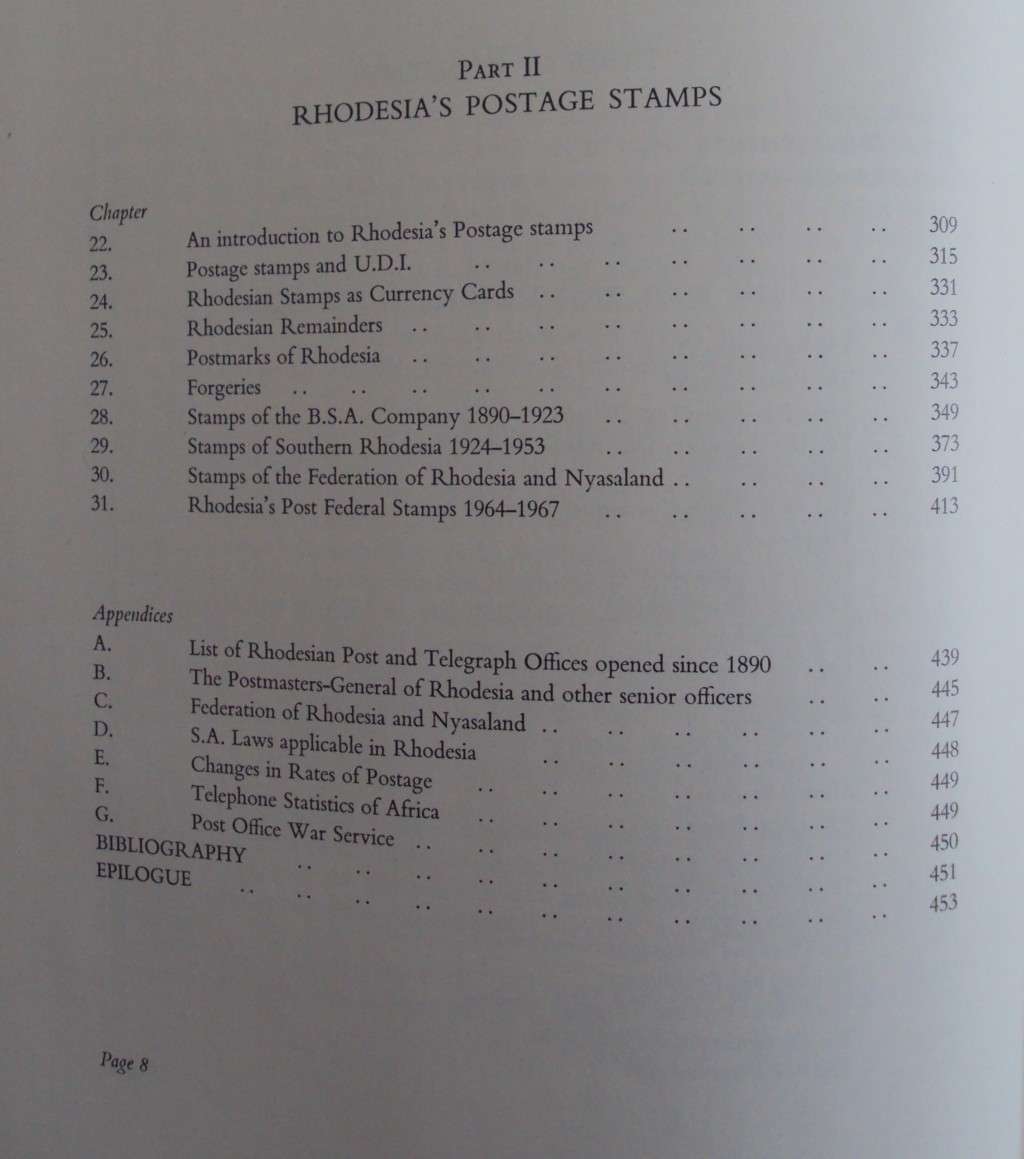 PART II
RHODESIA'S POSTAGE STAMPS
Chapter
22. An introduction to Rhodesia's Postage stamps .. .. .. .. 309
23. Postage stamps and U.D.I. .. .. .. .. .. .. .. 315
24. Rhodesian Stamps as Currency Cards .. .. .. .. .. .. 331
25. Rhodesian Remainders .. .. .. .. .. .. .. .. 333
26. Postmarks of Rhodesia .. .. .. .. .. .. .. .. 337
27. Forgeries .. .. .. .. .. .. .. .. .. .. 343
28. Stamps of the B.S.A. Company 1890–1923 .. .. .. .. .. 349
29. Stamps of Southern Rhodesia 1924–1953 .. .. .. .. .. 373
30. Stamps of the Federation of Rhodesia and Nyasaland .. .. .. .. 391
31. Rhodesia's Post Federal Stamps 1964–1967 .. .. .. .. .. 413
Appendices
A. List of Rhodesian Post and Telegraph Offices opened since 1890 .. .. 439
B. The Postmasters-General of Rhodesia and other senior officers .. .. 445
C. Federation of Rhodesia and Nyasaland .. .. .. .. .. .. 447
D. S.A. Laws applicable in Rhodesia .. .. .. .. .. .. 448
E. Changes in Rates of Postage .. .. .. .. .. .. .. 449
F. Telephone Statistics of Africa .. .. .. .. .. .. .. 449
G. Post Office War Service .. .. .. .. .. .. .. .. 450
BIBLIOGRAPHY .. .. .. .. .. .. .. .. .. .. 451
EPILOGUE .. .. .. .. .. .. .. .. .. .. .. 453
Page 8